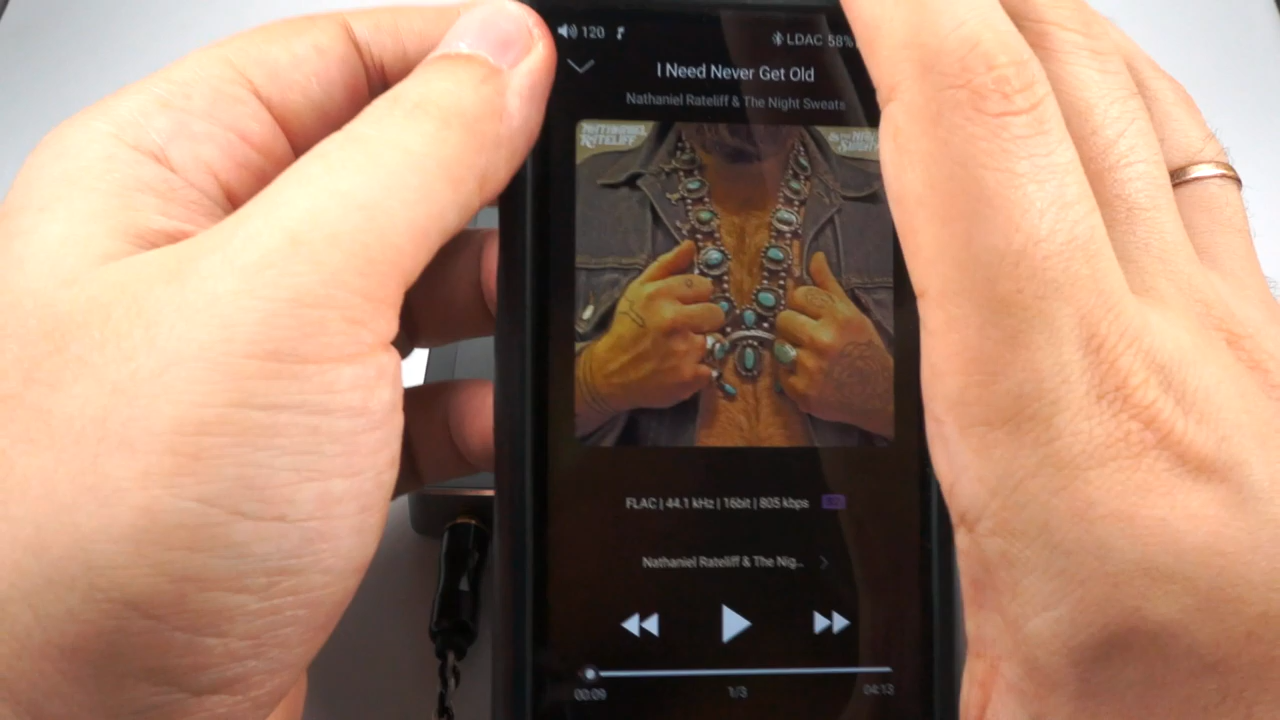 120
LDAC 58%
I Need Never Get Old
Nathaniel Rateliff & The Night Sweats
NATHANIEL
RATELIFF
FLAC | 44.1 kHz | 16bit | 805 kbps
Nathaniel Rateliff & The Nig...
00:09 1/3 04:13